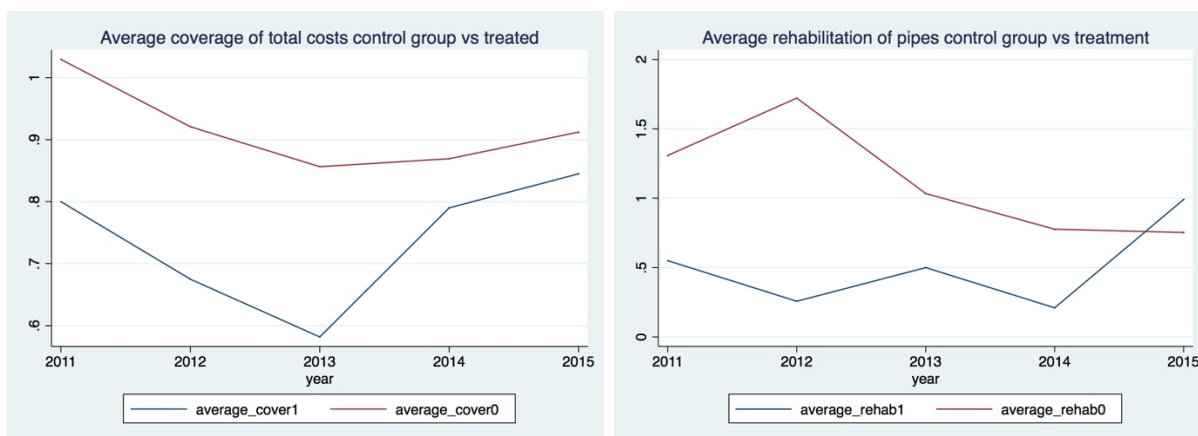 Average coverage of total costs control group vs treated
1
.9
.8
.7
.6
2011 2012 2013 2014 2015
year
average_cover1 average_cover0
Average rehabilitation of pipes control group vs treatment
2
1.5
1
.5
0
2011 2012 2013 2014 2015
year
average_rehab1 average_rehab0